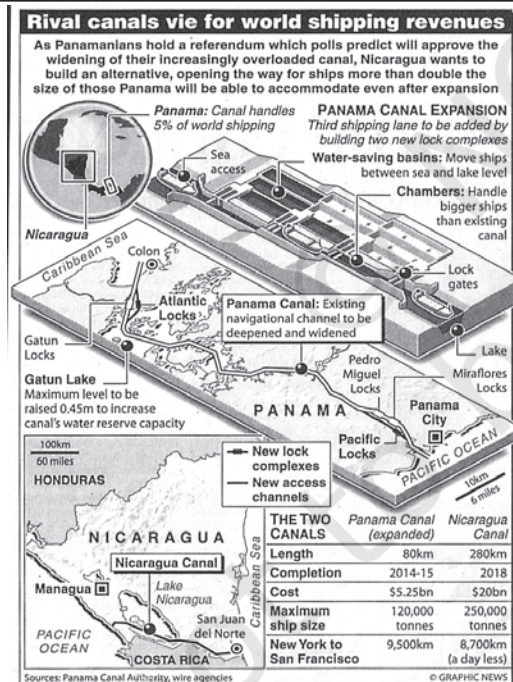 Rival canals vie for world shipping revenues
As Panamanians hold a referendum which polls predict will approve the
widening of their increasingly overloaded canal, Nicaragua wants to
build an alternative, opening the way for ships more than double the
size of those Panama will be able to accommodate even after expansion
Panama: Canal handles
5% of world shipping
PANAMA CANAL EXPANSION
Third shipping lane to be added by
building two new lock complexes
Sea
access
Water-saving basins: Move ships
between sea and lake level
Chambers: Handle
bigger ships
than existing
canal
Nicaragua
Lock
gates
Caribbean Sea
Colon
Atlantic
Locks
Panama Canal: Existing
navigational channel to be
deepened and widened
Lake
Gatun
Locks
Pedro
Miguel
Locks
Miraflores
Locks
Gatun Lake
Maximum level to be
raised 0.45m to increase
canal's water reserve capacity
PANAMA
Panama
City
Pacific
Locks
PACIFIC OCEAN
10km
6 miles
100km
60 miles
New lock
complexes
New access
channels
HONDURAS
NICARAGUA
Nicaragua Canal
Lake
Nicaragua
Managua
San Juan
del Norte
Caribbean Sea
PACIFIC
OCEAN
COSTA RICA
THE TWO CANALS Panama Canal (expanded) Nicaragua Canal
Length 80km 280km
Completion 2014-15 2018
Cost $5.25bn $20bn
Maximum ship size 120,000 tonnes 250,000 tonnes
New York to San Francisco 9,500km 8,700km (a day less)
Sources: Panama Canal Authority, wire agencies
© GRAPHIC NEWS